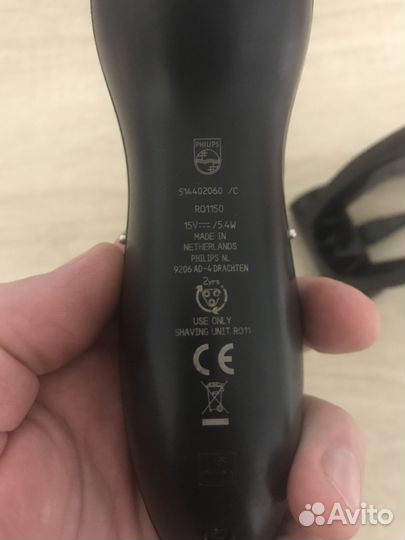 PHILIPS
S14402060 /C
RQ1150
15V⎓/5.4W
MADE IN
NETHERLANDS
PHILIPS NL
9206 AD-4 DRACHTEN
2yrs
USE ONLY
SHAVING UNIT RQ11
CE
Avito